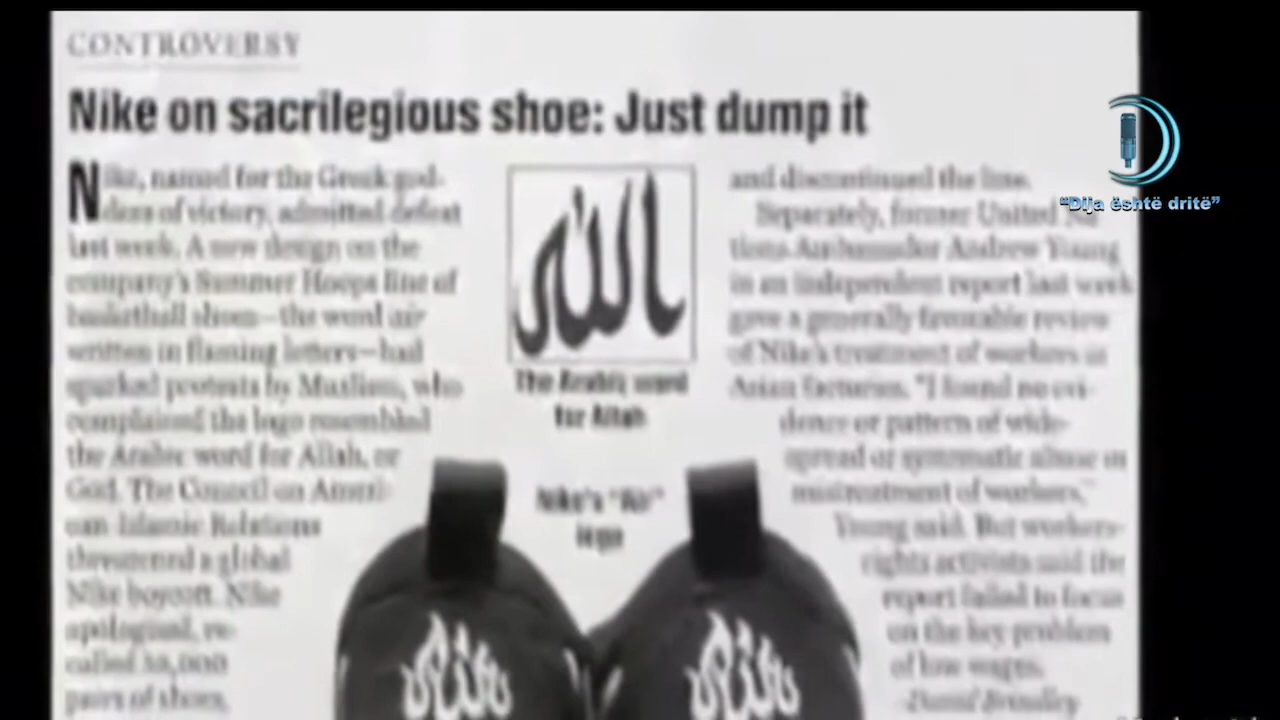 CONTROVERSY
Nike on sacrilegious shoe: Just dump it
Nike, named for the Greek god-
dess of victory, admitted defeat
last week. A new design on the
company's Summer Hoops line of
basketball shoes—the word air
written in flaming letters—had
sparked protests by Muslims, who
complained the logo resembled
the Arabic word for Allah, or
God. The Council on Ameri-
can-Islamic Relations
threatened a global
Nike boycott. Nike
apologized, re-
called 38,000
pairs of shoes,
الله
The Arabic word
for Allah
Nike's "Air"
logo
and discontinued the line.
Separately, former United Na-
tions Ambassador Andrew Young
in an independent report last week
gave a generally favorable review
of Nike's treatment of workers in
Asian factories. "I found no evi-
dence or pattern of wide-
spread or systematic abuse or
mistreatment of workers,"
Young said. But workers-
rights activists said the
report failed to focus
on the key problem
of low wages.
"Dija është dritë"